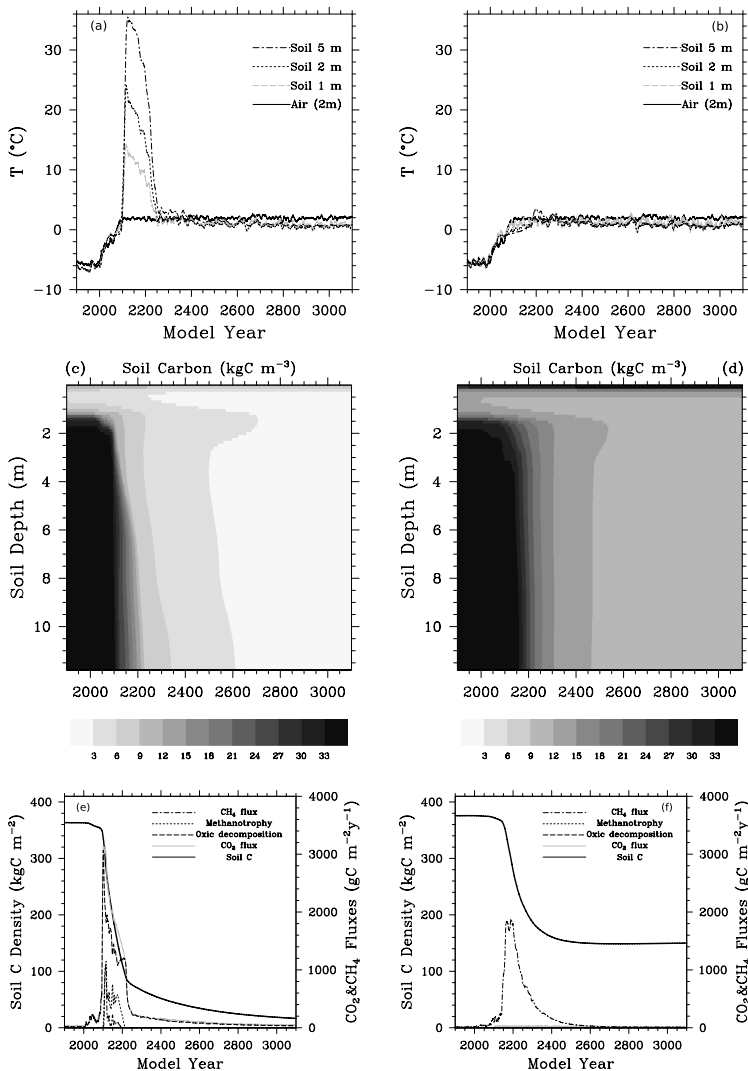 (a)
Soil 5 m
Soil 2 m
Soil 1 m
Air (2m)
30
20
10
0
−10
T (°C)
2000 2200 2400 2600 2800 3000
Model Year
(b)
Soil 5 m
Soil 2 m
Soil 1 m
Air (2m)
30
20
10
0
−10
T (°C)
2000 2200 2400 2600 2800 3000
Model Year
(c) Soil Carbon (kgC m⁻³)
2
4
6
8
10
Soil Depth (m)
2000 2200 2400 2600 2800 3000
3 6 9 12 15 18 21 24 27 30 33
Soil Carbon (kgC m⁻³) (d)
2
4
6
8
10
Soil Depth (m)
2000 2200 2400 2600 2800 3000
3 6 9 12 15 18 21 24 27 30 33
(e)
CH₄ flux
Methanotrophy
Oxic decomposition
CO₂ flux
Soil C
400
300
200
100
0
Soil C Density (kgC m⁻²)
4000
3000
2000
1000
0
CO₂&CH₄ Fluxes (gC m⁻²y⁻¹)
2000 2200 2400 2600 2800 3000
Model Year
(f)
CH₄ flux
Methanotrophy
Oxic decomposition
CO₂ flux
Soil C
400
300
200
100
0
Soil C Density (kgC m⁻²)
4000
3000
2000
1000
0
CO₂&CH₄ Fluxes (gC m⁻²y⁻¹)
2000 2200 2400 2600 2800 3000
Model Year